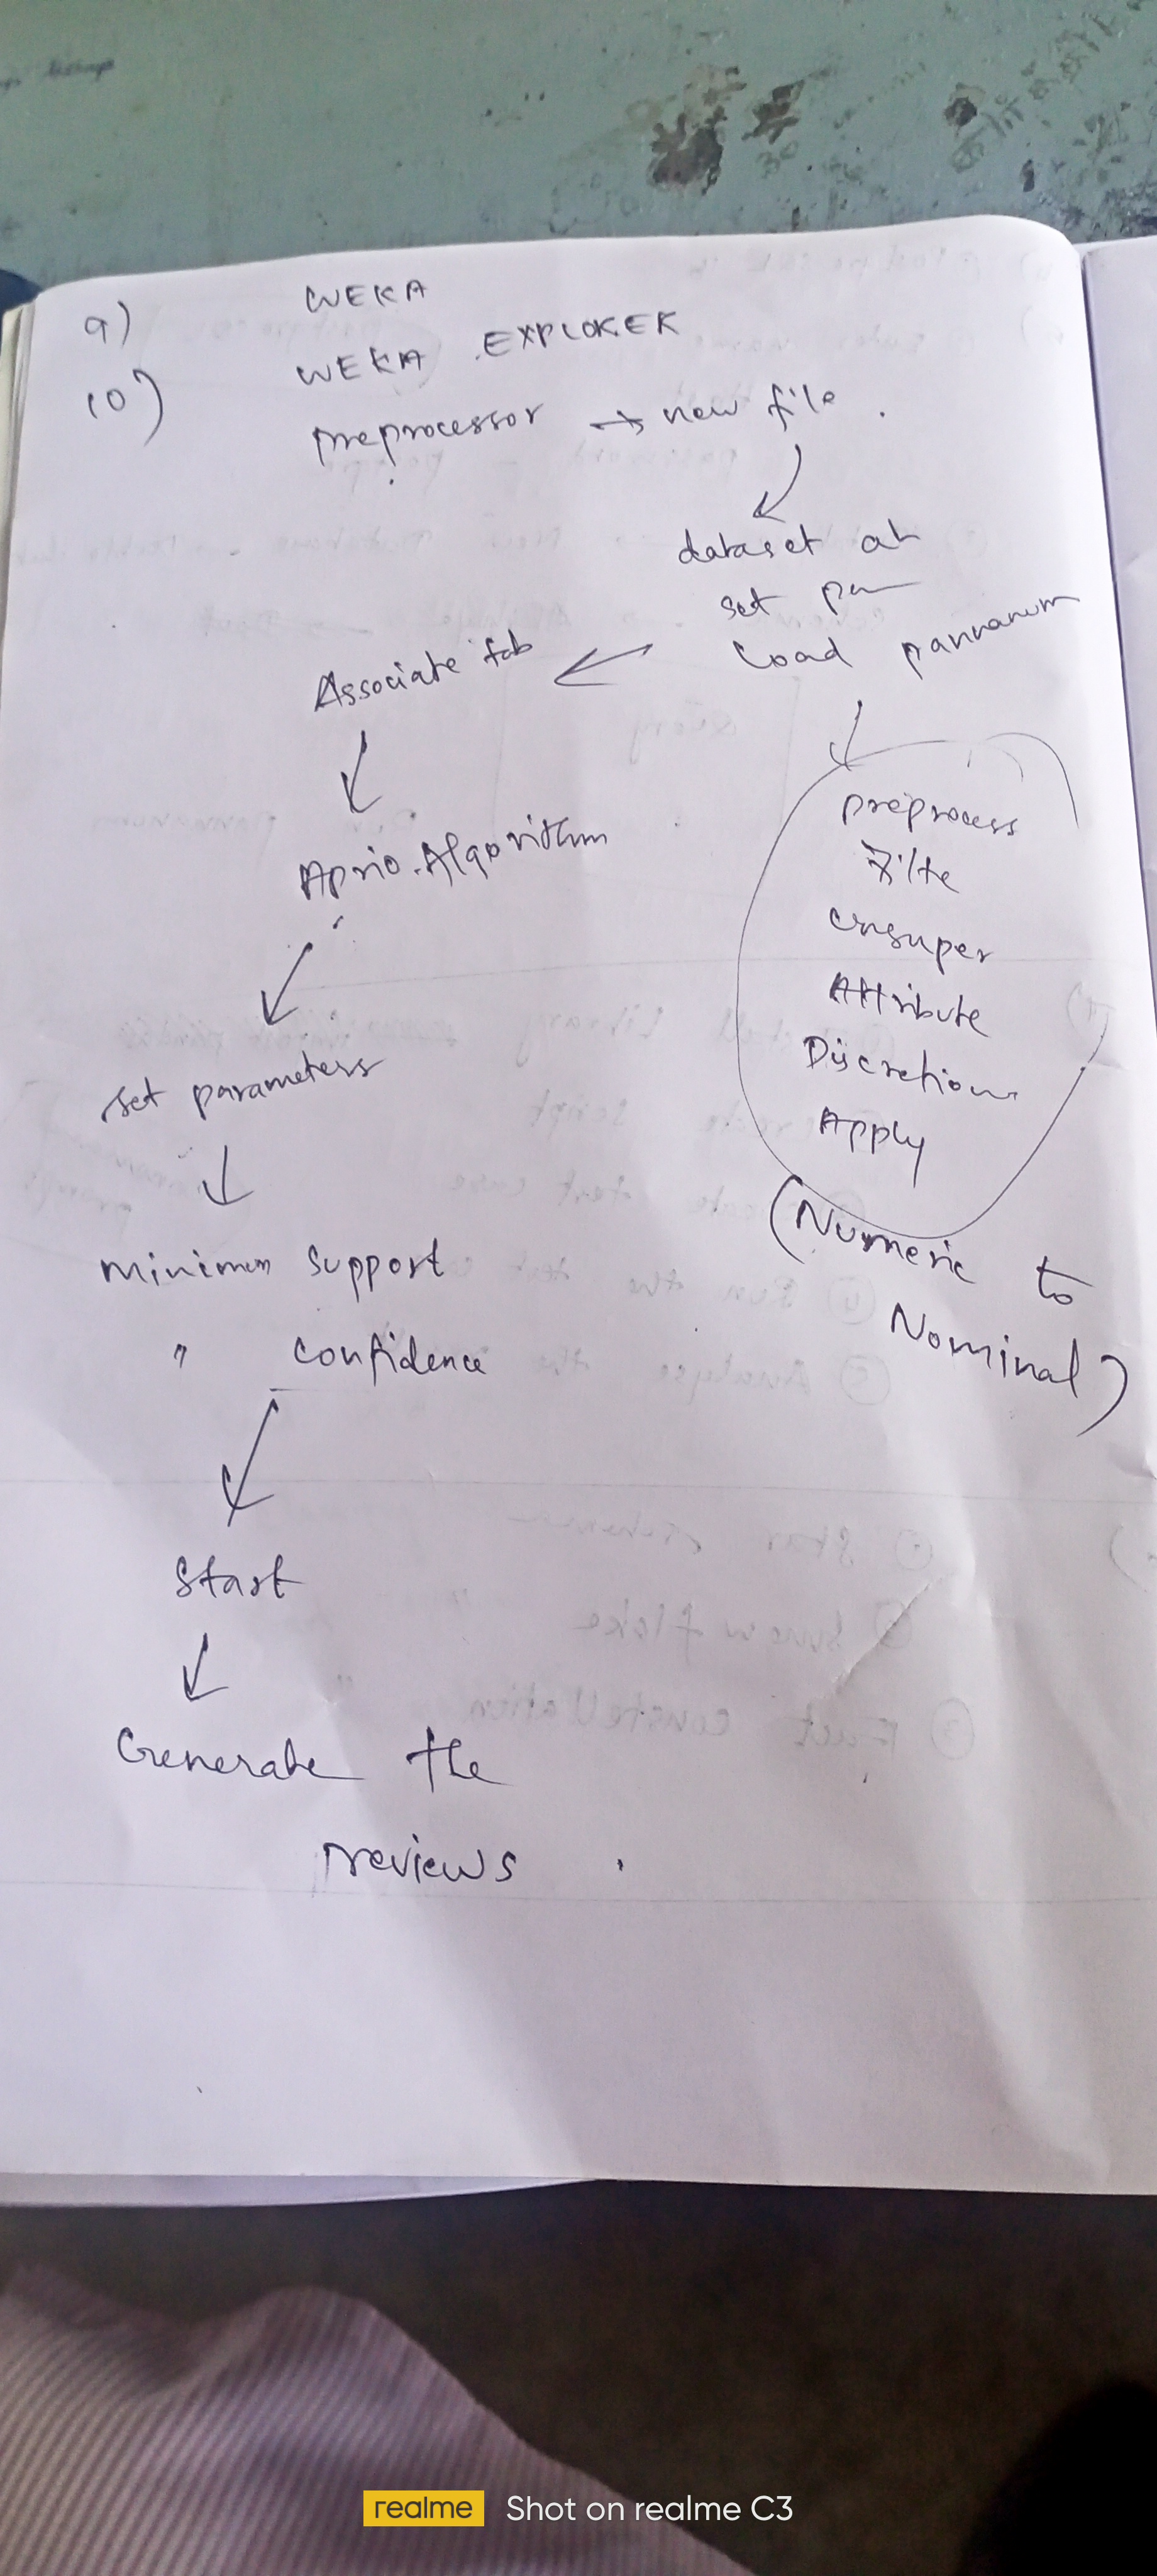 9) WEKA
10) WEKA EXPLORER
preprocessor → new file.
dataset ah
set pa
load pannanum
Associate tab
Aprio.Algorithm
set parameters
Minimum support
" confidence
Start
Generate the
reviews.
preprocess
Filte
unsuper
Attribute
Discretion
Apply
(Numeric to
Nominal)
realme Shot on realme C3